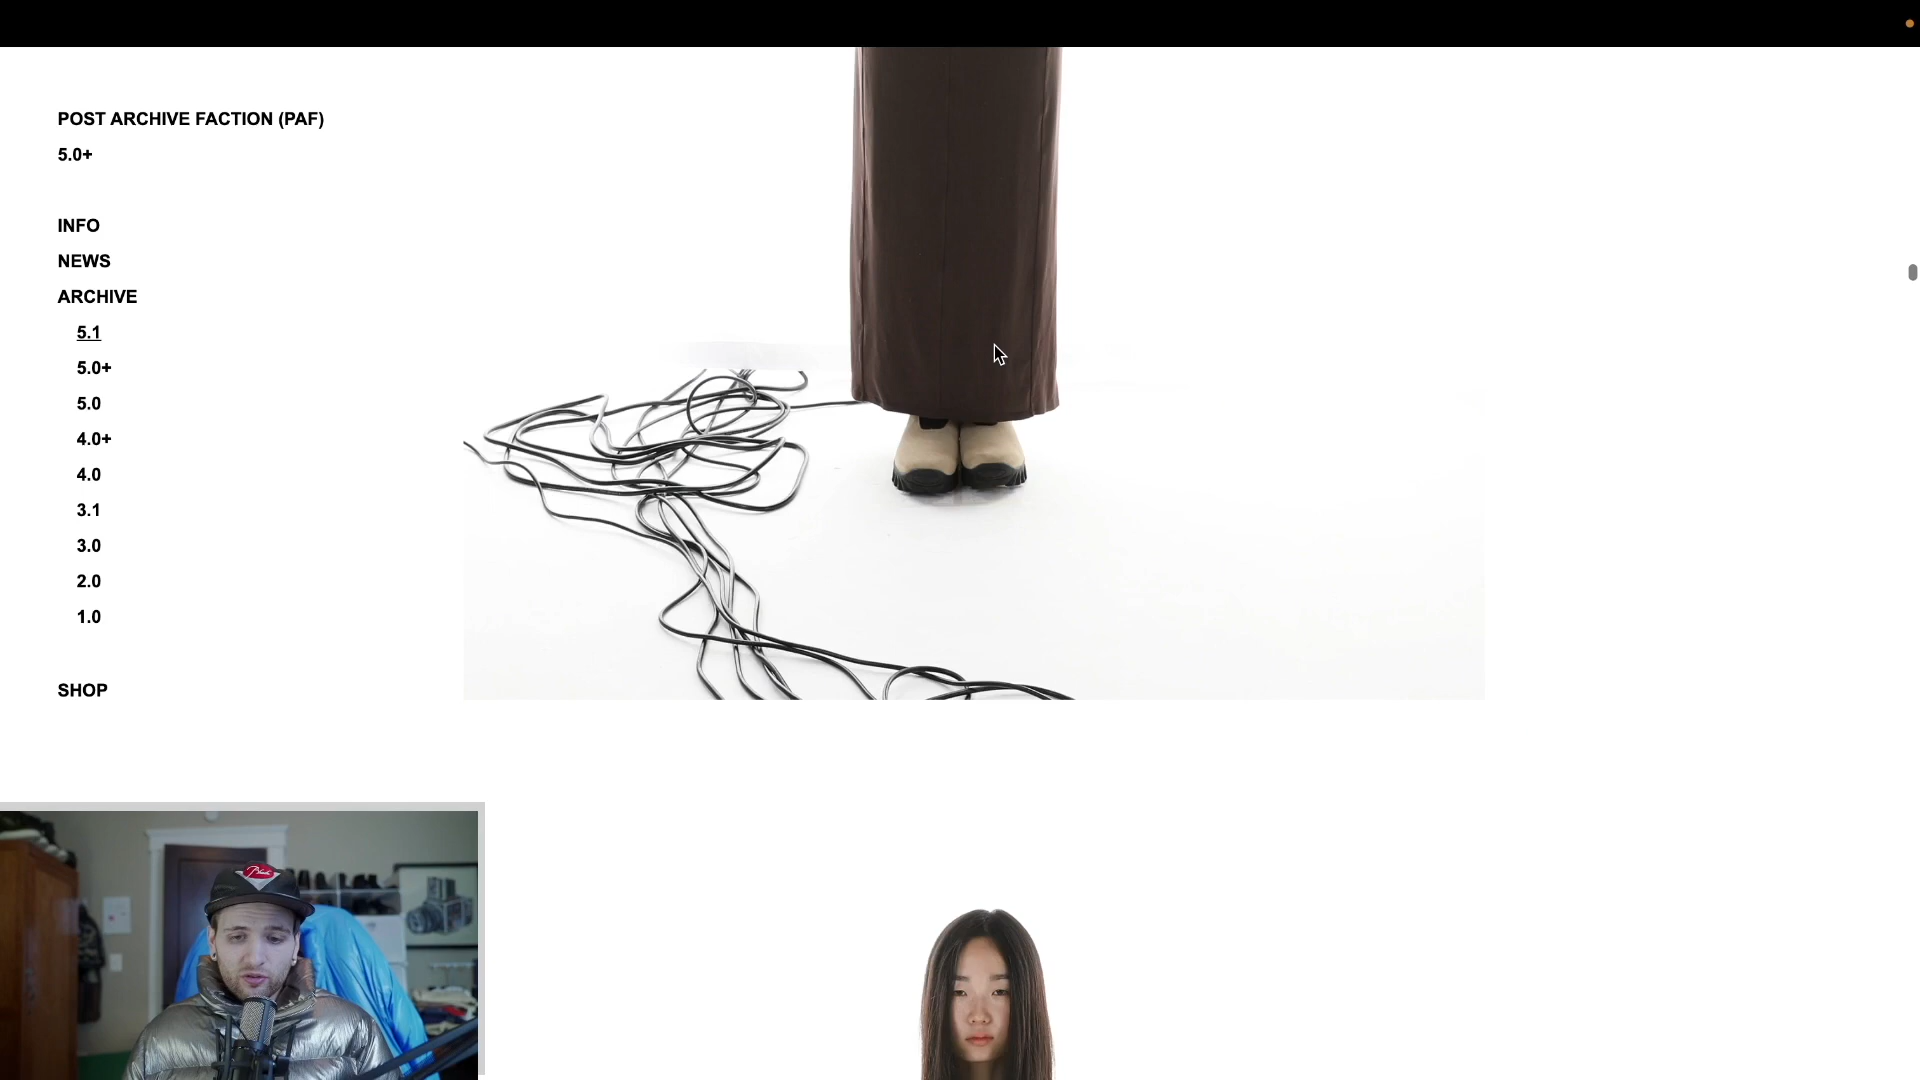 POST ARCHIVE FACTION (PAF)
5.0+
INFO
NEWS
ARCHIVE
5.1
5.0+
5.0
4.0+
4.0
3.1
3.0
2.0
1.0
SHOP